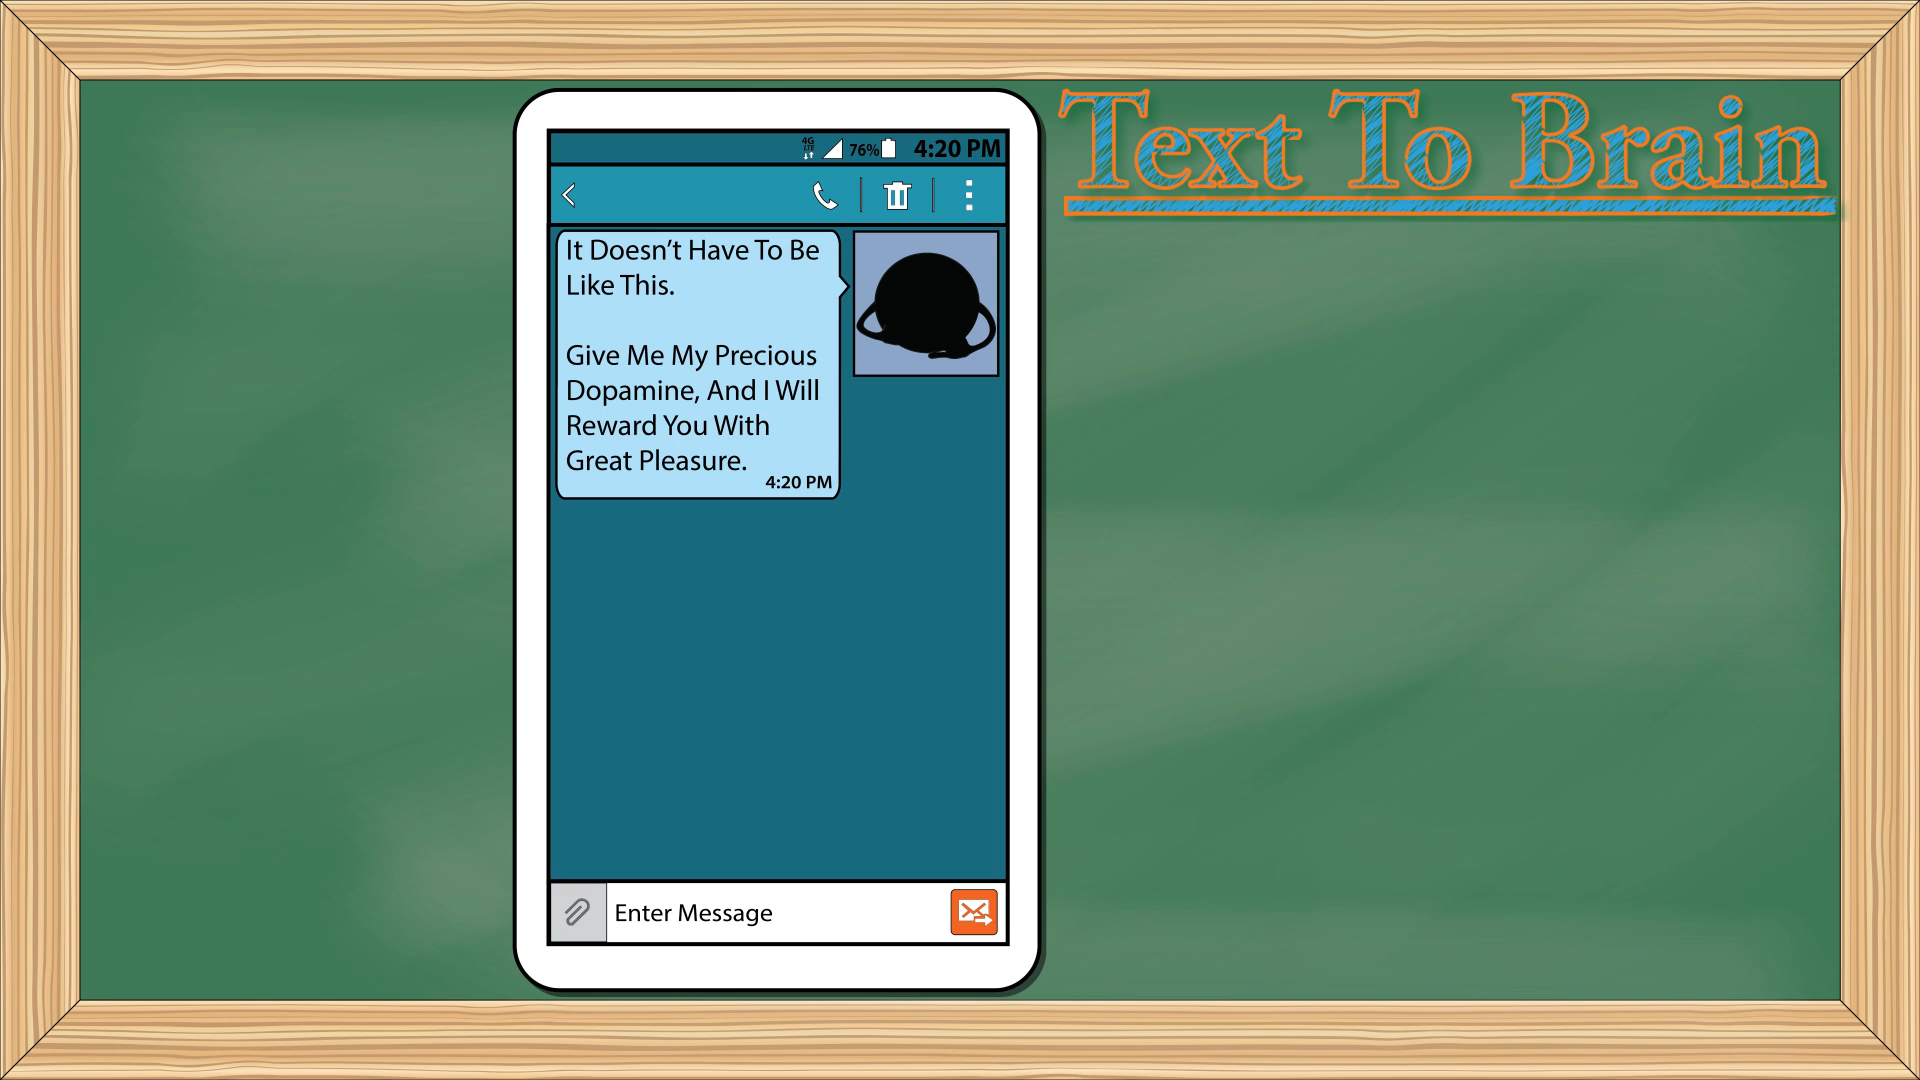 Text To Brain
4G
LTE
76%
4:20 PM
It Doesn't Have To Be
Like This.
Give Me My Precious
Dopamine, And I Will
Reward You With
Great Pleasure.
4:20 PM
Enter Message